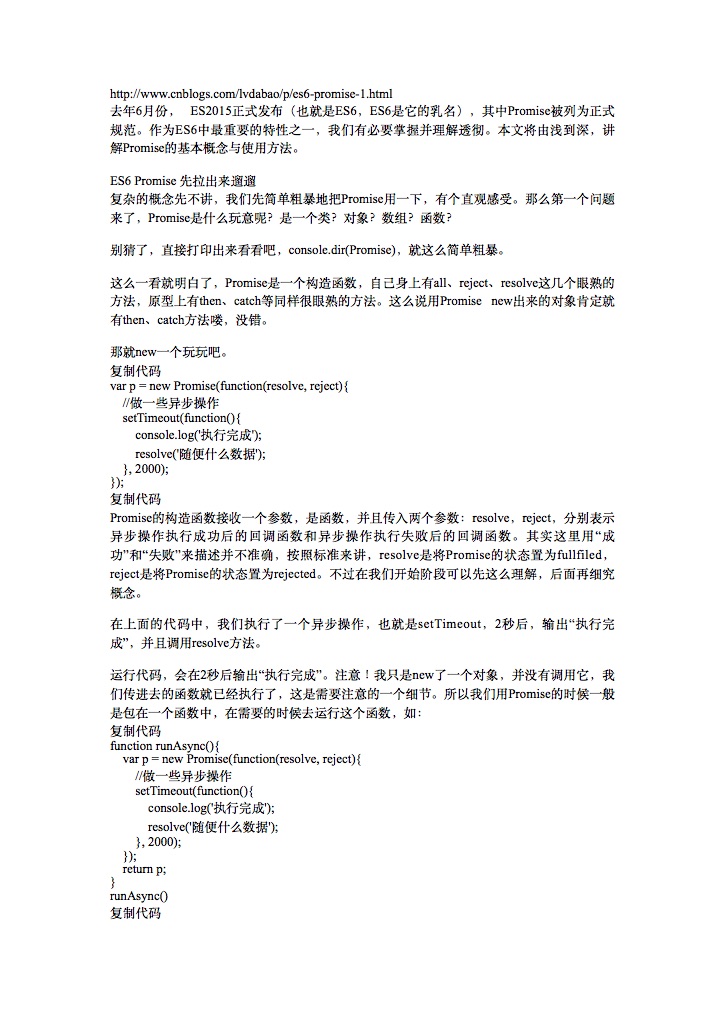 http://www.cnblogs.com/lvdabao/p/es6-promise-1.html
去年6月份， ES2015正式发布（也就是ES6，ES6是它的乳名），其中Promise被列为正式
规范。作为ES6中最重要的特性之一，我们有必要掌握并理解透彻。本文将由浅到深，讲
解Promise的基本概念与使用方法。
ES6 Promise 先拉出来遛遛
复杂的概念先不讲，我们先简单粗暴地把Promise用一下，有个直观感受。那么第一个问题
来了，Promise是什么玩意呢？是一个类？对象？数组？函数？
别猜了，直接打印出来看看吧，console.dir(Promise)，就这么简单粗暴。
这么一看就明白了，Promise是一个构造函数，自己身上有all、reject、resolve这几个眼熟的
方法，原型上有then、catch等同样很眼熟的方法。这么说用Promise new出来的对象肯定就
有then、catch方法喽，没错。
那就new一个玩玩吧。
复制代码
var p = new Promise(function(resolve, reject){
//做一些异步操作
setTimeout(function(){
console.log('执行完成');
resolve('随便什么数据');
}, 2000);
});
复制代码
Promise的构造函数接收一个参数，是函数，并且传入两个参数：resolve，reject，分别表示
异步操作执行成功后的回调函数和异步操作执行失败后的回调函数。其实这里用“成
功”和“失败”来描述并不准确，按照标准来讲，resolve是将Promise的状态置为fullfiled，
reject是将Promise的状态置为rejected。不过在我们开始阶段可以先这么理解，后面再细究
概念。
在上面的代码中，我们执行了一个异步操作，也就是setTimeout，2秒后，输出“执行完
成”，并且调用resolve方法。
运行代码，会在2秒后输出“执行完成”。注意！我只是new了一个对象，并没有调用它，我
们传进去的函数就已经执行了，这是需要注意的一个细节。所以我们用Promise的时候一般
是包在一个函数中，在需要的时候去运行这个函数，如：
复制代码
function runAsync(){
var p = new Promise(function(resolve, reject){
//做一些异步操作
setTimeout(function(){
console.log('执行完成');
resolve('随便什么数据');
}, 2000);
});
return p;
}
runAsync()
复制代码